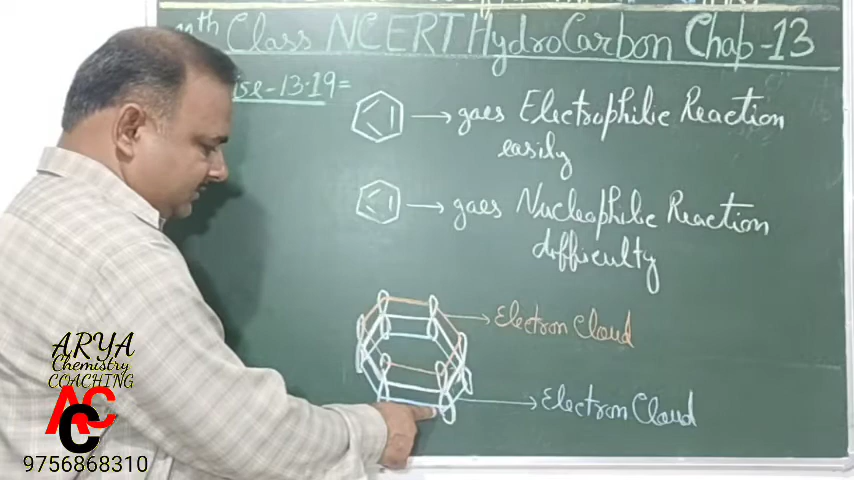 11th Class NCERT HydroCarbon Chap-13
13.19=
gaes Electrophilic Reaction
easily
gaes Nucleophilic Reaction
difficulty
Electron Cloud
Electron Cloud
ARYA
Chemistry
COACHING
ACC
9756868310